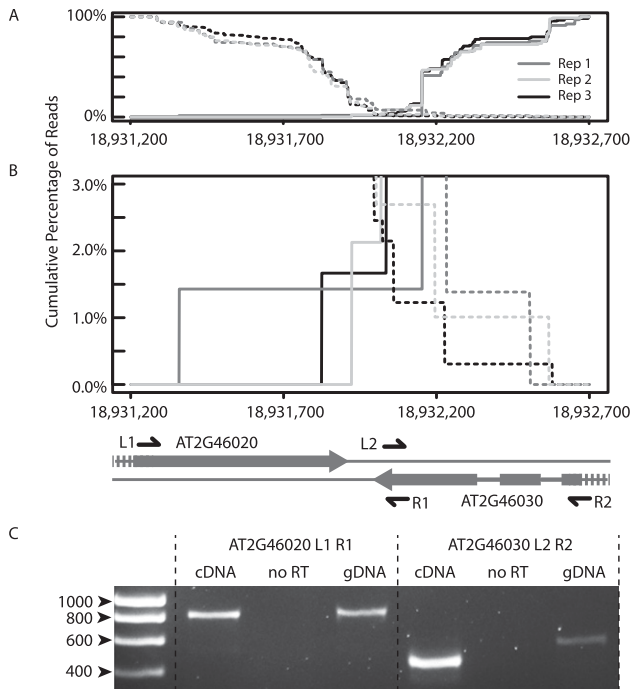 A
100%
0%
Rep 1
Rep 2
Rep 3
18,931,200 18,931,700 18,932,200 18,932,700
Cumulative Percentage of Reads
B
3.0%
2.0%
1.0%
0.0%
18,931,200 18,931,700 18,932,200 18,932,700
L1 AT2G46020 L2
R1 AT2G46030 R2
C
AT2G46020 L1 R1 AT2G46030 L2 R2
cDNA no RT gDNA cDNA no RT gDNA
1000
800
600
400